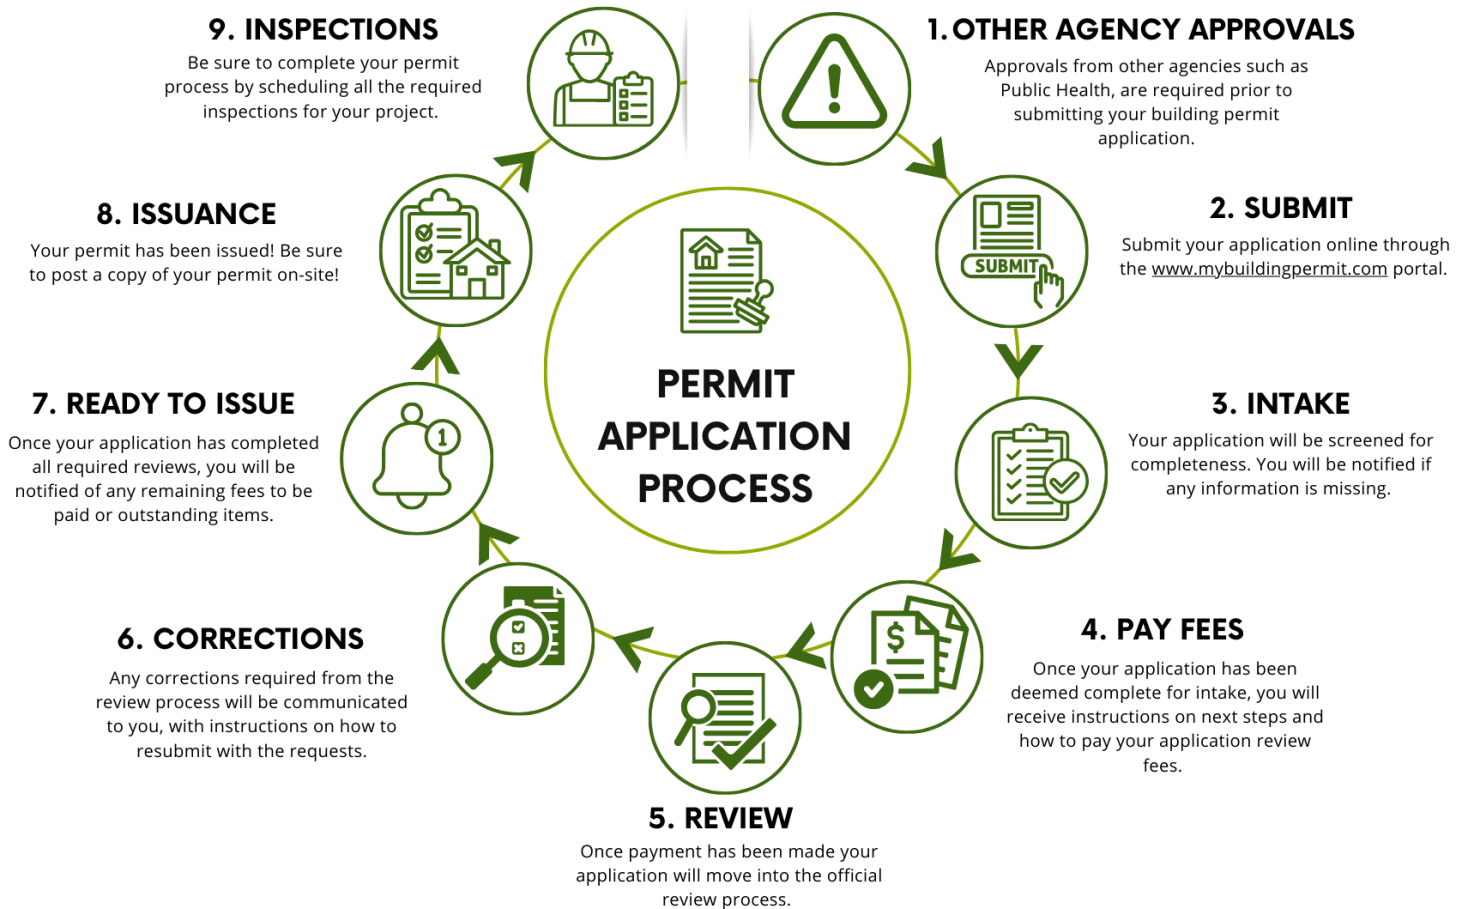 PERMIT
APPLICATION
PROCESS
1. OTHER AGENCY APPROVALS
Approvals from other agencies such as
Public Health, are required prior to
submitting your building permit
application.
2. SUBMIT
Submit your application online through
the www.mybuildingpermit.com portal.
SUBMIT
3. INTAKE
Your application will be screened for
completeness. You will be notified if
any information is missing.
4. PAY FEES
Once your application has been
deemed complete for intake, you will
receive instructions on next steps and
how to pay your application review
fees.
$
5. REVIEW
Once payment has been made your
application will move into the official
review process.
6. CORRECTIONS
Any corrections required from the
review process will be communicated
to you, with instructions on how to
resubmit with the requests.
7. READY TO ISSUE
Once your application has completed
all required reviews, you will be
notified of any remaining fees to be
paid or outstanding items.
1
8. ISSUANCE
Your permit has been issued! Be sure
to post a copy of your permit on-site!
9. INSPECTIONS
Be sure to complete your permit
process by scheduling all the required
inspections for your project.